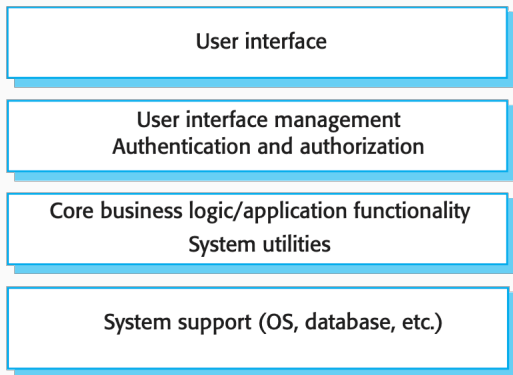 User interface
User interface management
Authentication and authorization
Core business logic/application functionality
System utilities
System support (OS, database, etc.)